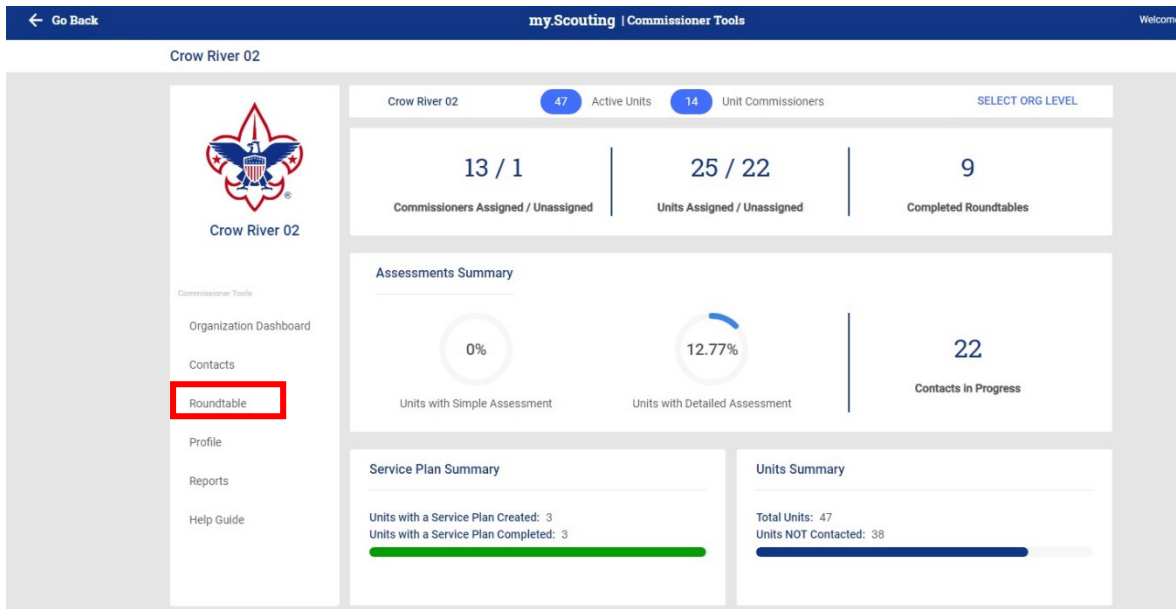 ← Go Back
my.Scouting | Commissioner Tools
Welcome
Crow River 02
Crow River 02
47 Active Units
14 Unit Commissioners
SELECT ORG LEVEL
13 / 1
Commissioners Assigned / Unassigned
25 / 22
Units Assigned / Unassigned
9
Completed Roundtables
®
Crow River 02
Commissioner Tools
Organization Dashboard
Contacts
Roundtable
Profile
Reports
Help Guide
Assessments Summary
0%
Units with Simple Assessment
12.77%
Units with Detailed Assessment
22
Contacts in Progress
Service Plan Summary
Units with a Service Plan Created: 3
Units with a Service Plan Completed: 3
Units Summary
Total Units: 47
Units NOT Contacted: 38